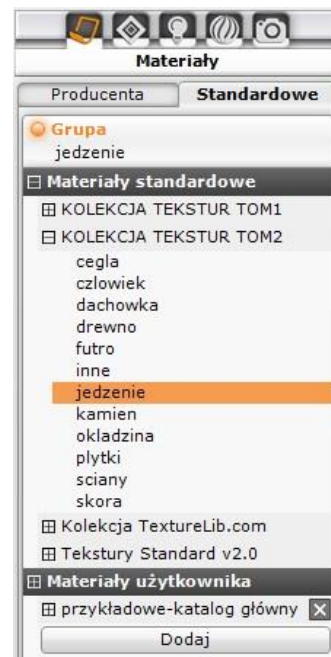 Materiały
Producenta Standardowe
Grupa
jedzenie
Materiały standardowe
KOLEKCJA TEKSTUR TOM1
KOLEKCJA TEKSTUR TOM2
cegla
czlowiek
dachowka
drewno
futro
inne
jedzenie
kamien
okladzina
plytki
sciany
skora
Kolekcja TextureLib.com
Tekstury Standard v2.0
Materiały użytkownika
przykładowe-katalog główny
Dodaj